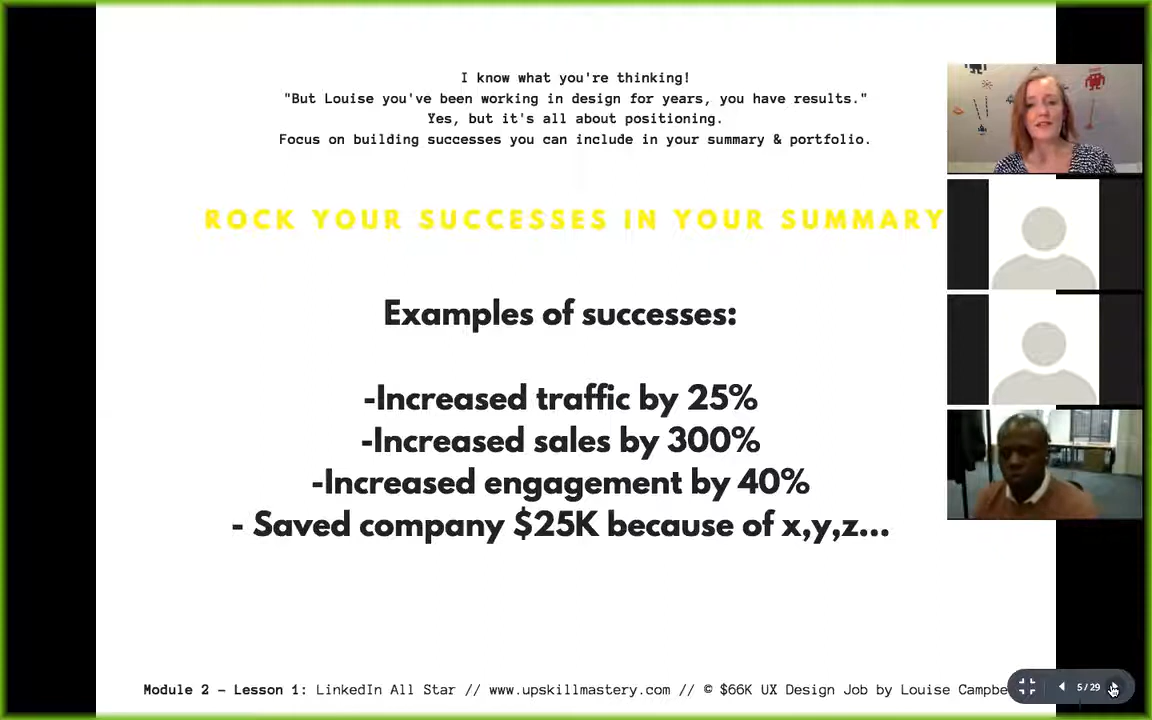 I know what you're thinking!
"But Louise you've been working in design for years, you have results."
Yes, but it's all about positioning.
Focus on building successes you can include in your summary & portfolio.
ROCK YOUR SUCCESSES IN YOUR SUMMARY
Examples of successes:
-Increased traffic by 25%
-Increased sales by 300%
-Increased engagement by 40%
- Saved company $25K because of x,y,z...
Module 2 - Lesson 1: LinkedIn All Star // www.upskillmastery.com // © $66K UX Design Job by Louise Campbe
5/29